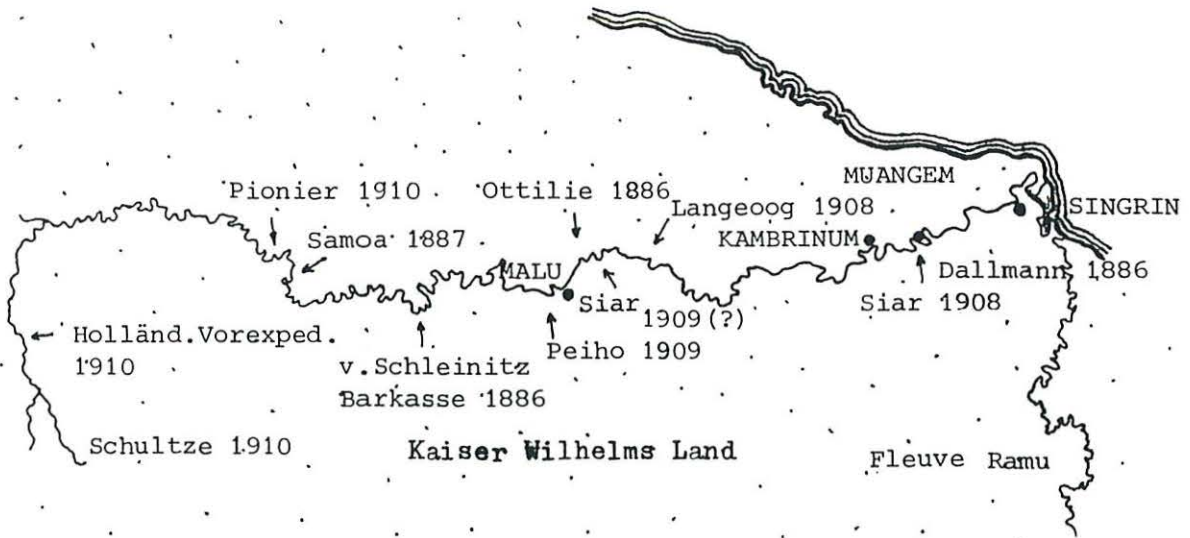 MUANGEM
Pionier 1910
Ottilie 1886
Langeoog 1908
SINGRIN
Samoa 1887
KAMBRINUM
MALU
Dallmann 1886
Siar 1908
Siar
1909(?)
Holländ.Vorexped.
1910
Peiho 1909
v.Schleinitz
Barkasse 1886
Schultze 1910
Kaiser Wilhelms Land
Fleuve Ramu